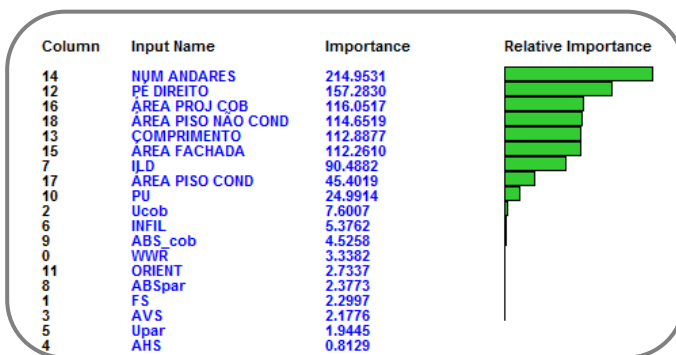 Column Input Name Importance Relative Importance
14 NUM ANDARES 214.9531
12 PÉ DIREITO 157.2830
16 ÁREA PROJ COB 116.0517
18 ÁREA PISO NÃO COND 114.6519
13 COMPRIMENTO 112.8877
15 ÁREA FACHADA 112.2610
7 ILD 90.4882
17 ÁREA PISO COND 45.4019
10 PU 24.9914
2 Ucob 7.6007
6 INFIL 5.3762
9 ABS_cob 4.5258
0 WWR 3.3382
11 ORIENT 2.7337
8 ABSpar 2.3773
1 FS 2.2997
3 AVS 2.1776
5 Upar 1.9445
4 AHS 0.8129